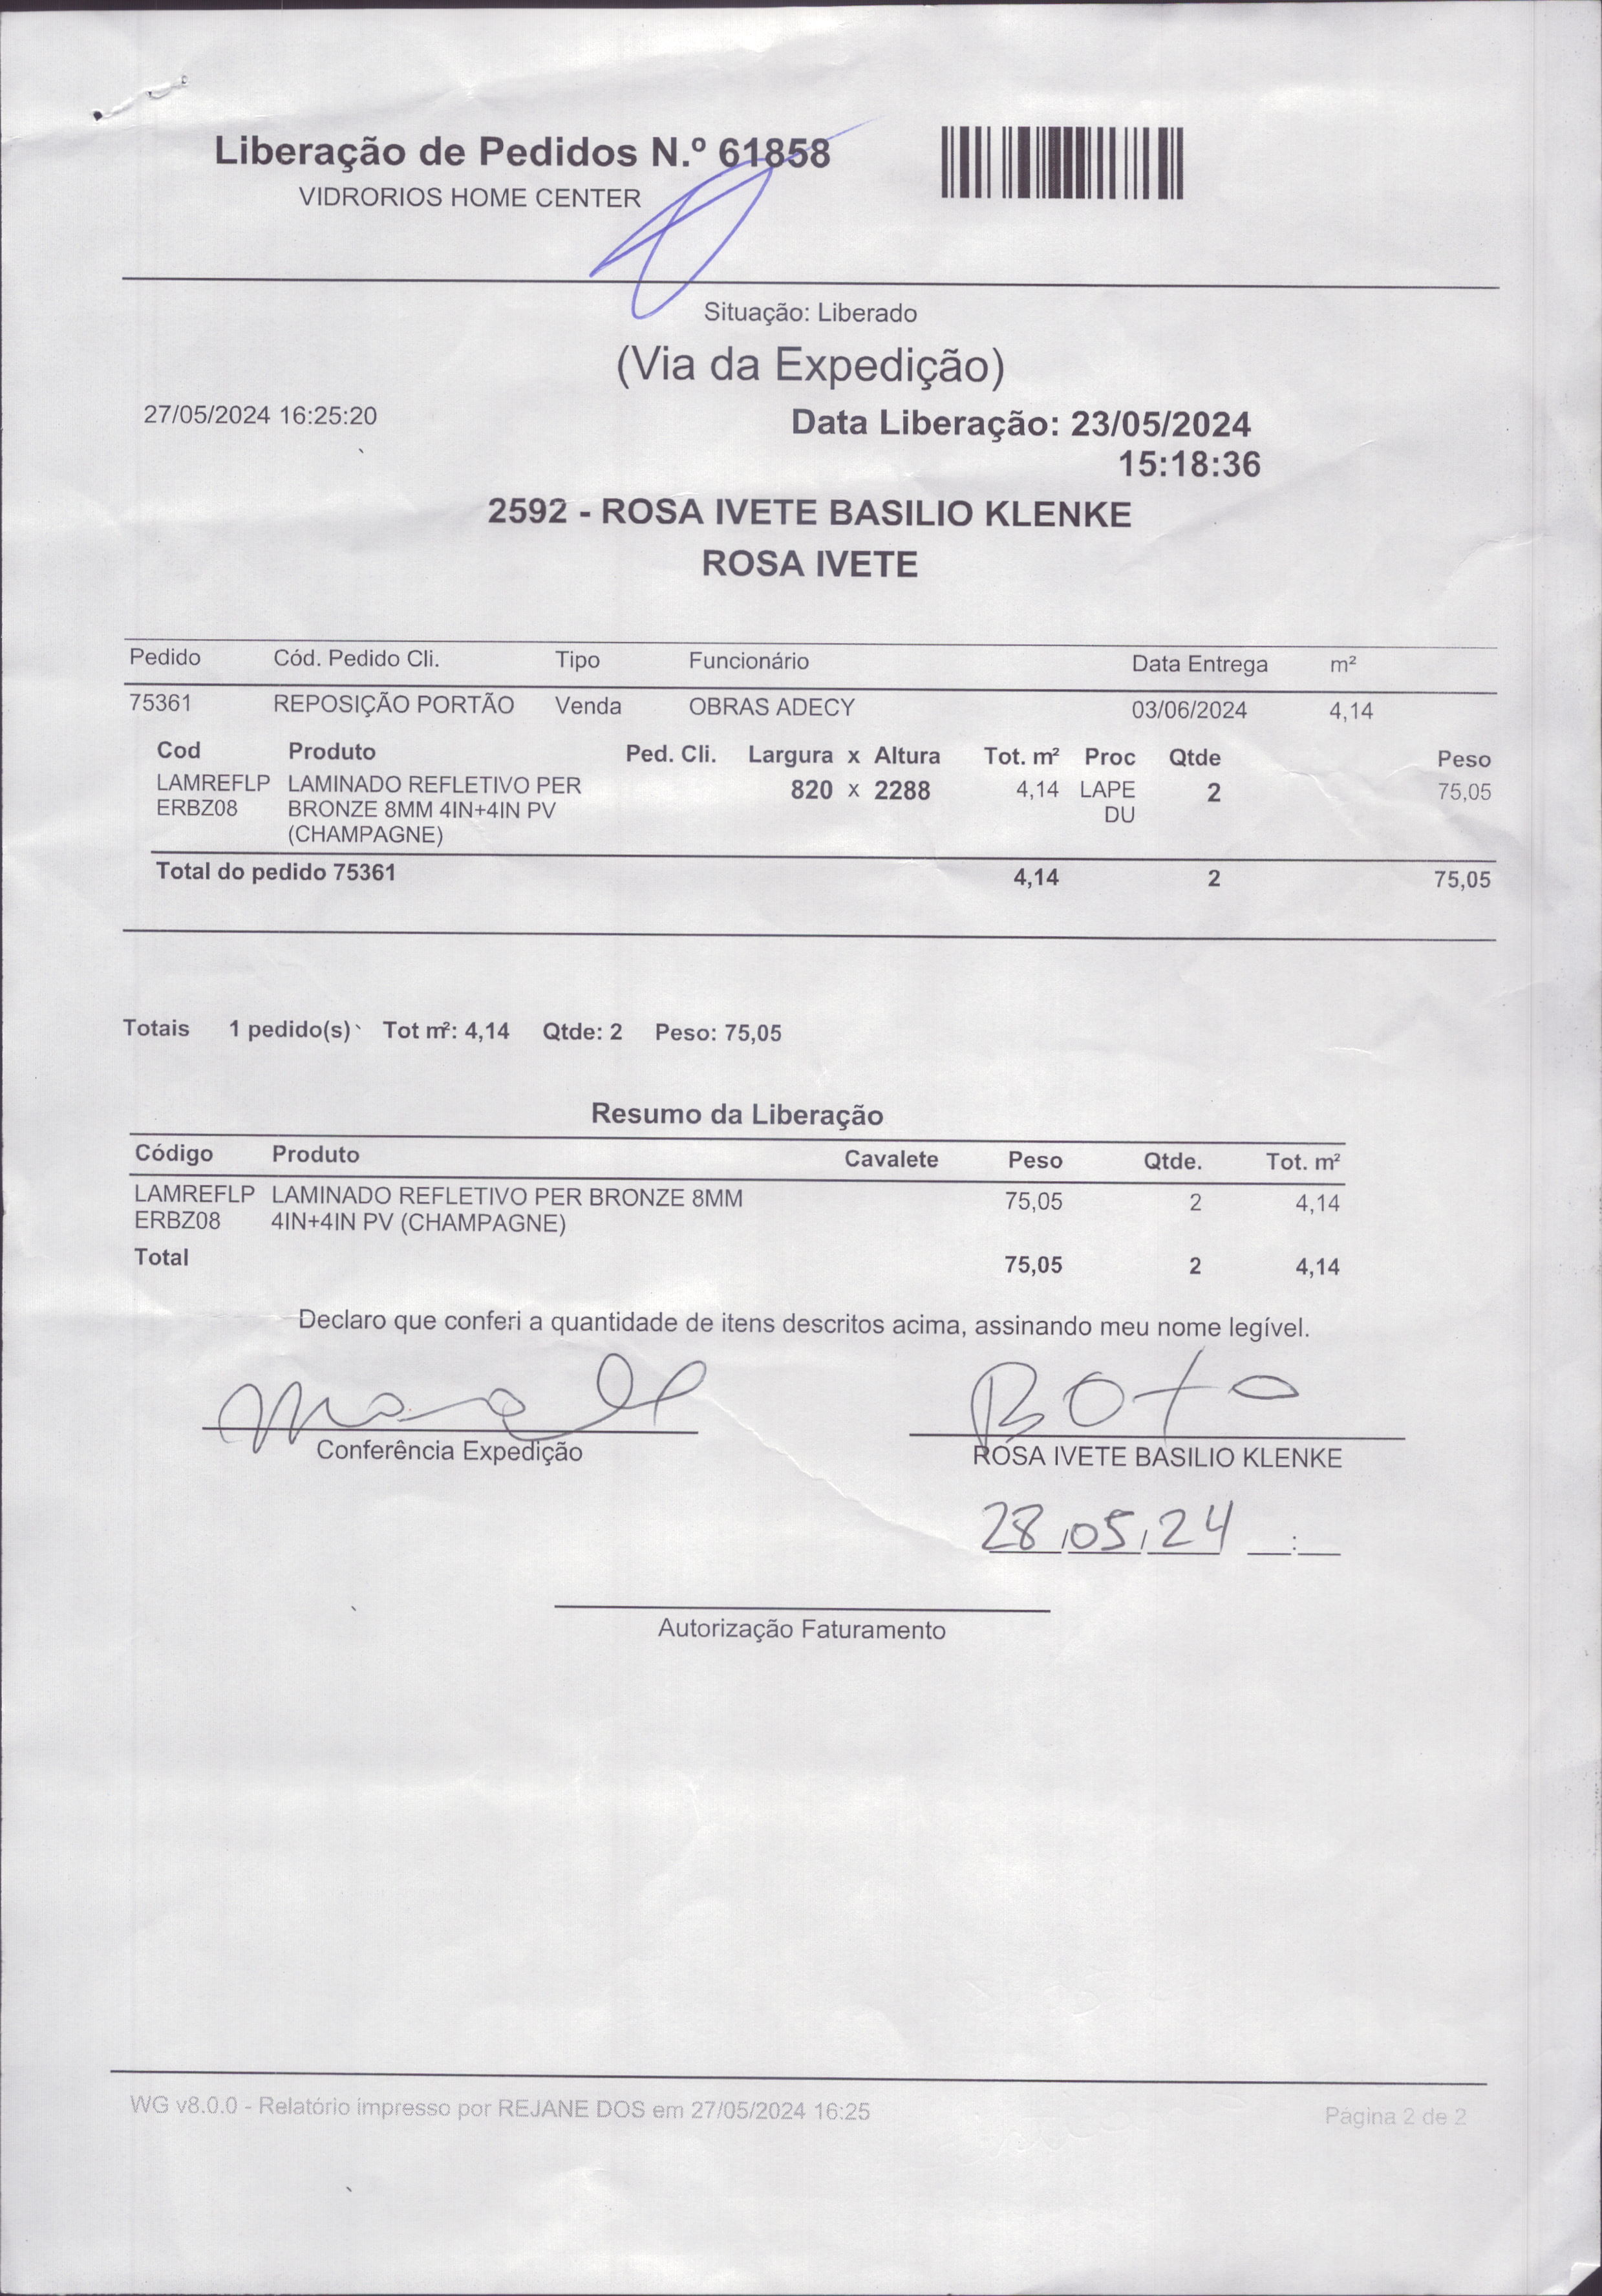 Liberação de Pedidos N.º 61858
VIDRORIOS HOME CENTER
Situação: Liberado
(Via da Expedição)
27/05/2024 16:25:20
Data Liberação: 23/05/2024
15:18:36
2592 - ROSA IVETE BASILIO KLENKE
ROSA IVETE
Pedido Cód. Pedido Cli. Tipo Funcionário Data Entrega m²
75361 REPOSIÇÃO PORTÃO Venda OBRAS ADECY 03/06/2024 4,14
Cod Produto Ped. Cli. Largura x Altura Tot. m² Proc Qtde Peso
LAMREFLP LAMINADO REFLETIVO PER 820 x 2288 4,14 LAPE 2 75,05
ERBZ08 BRONZE 8MM 4IN+4IN PV DU
(CHAMPAGNE)
Total do pedido 75361 4,14 2 75,05
Totais 1 pedido(s) Tot m²: 4,14 Qtde: 2 Peso: 75,05
Resumo da Liberação
Código Produto Cavalete Peso Qtde. Tot. m²
LAMREFLP LAMINADO REFLETIVO PER BRONZE 8MM 75,05 2 4,14
ERBZ08 4IN+4IN PV (CHAMPAGNE)
Total 75,05 2 4,14
Declaro que conferi a quantidade de itens descritos acima, assinando meu nome legível.
Conferência Expedição
ROSA IVETE BASILIO KLENKE
28/05/24 __:__
Autorização Faturamento
WG v8.0.0 - Relatório impresso por REJANE DOS em 27/05/2024 16:25
Página 2 de 2